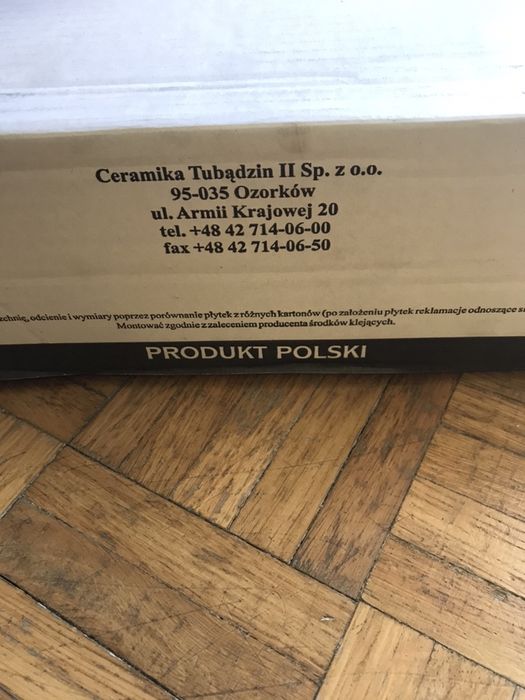 Ceramika Tubądzin II Sp. z o.o.
95-035 Ozorków
ul. Armii Krajowej 20
tel. +48 42 714-06-00
fax +48 42 714-06-50
odcienie i wymiary poprzez porównanie płytek z różnych kartonów (po założeniu płytek reklamacje odnoszące
Montować zgodnie z zaleceniem producenta środków klejących.
PRODUKT POLSKI